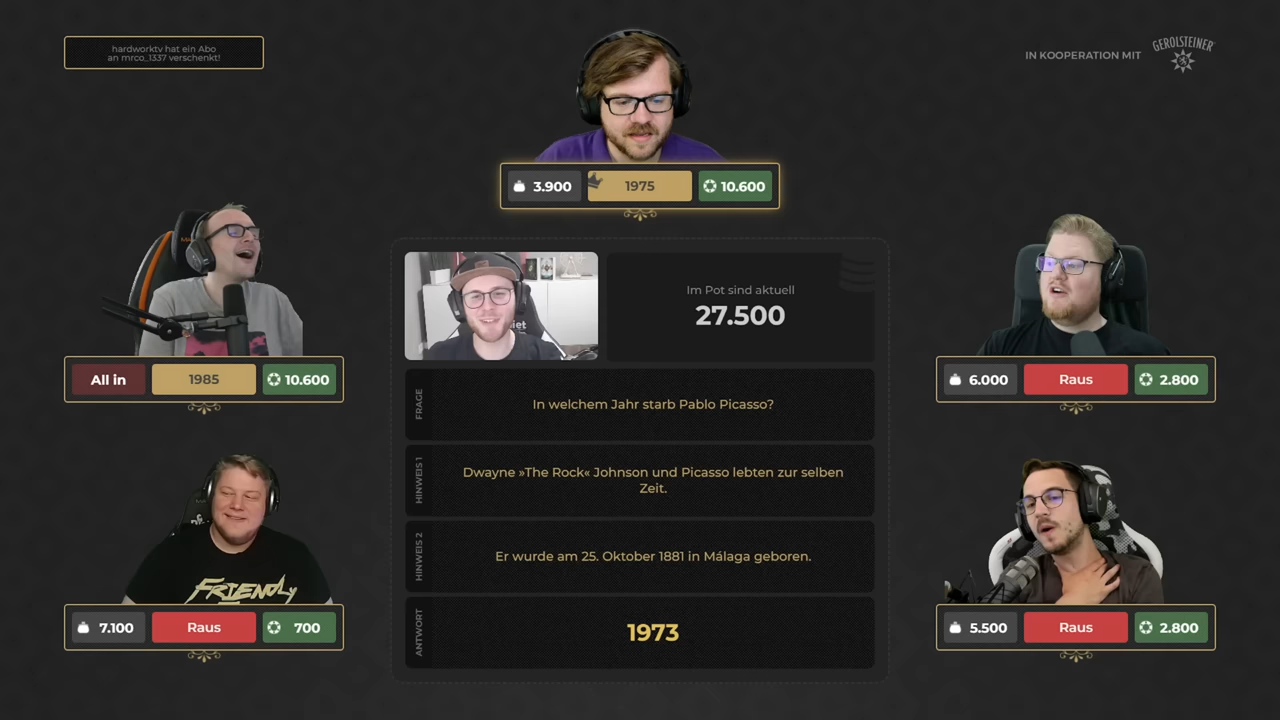 hardworktv hat ein Abo
an mrco_1337 verschenkt!
IN KOOPERATION MIT
GEROLSTEINER
3.900
1975
10.600
Im Pot sind aktuell
27.500
All in
1985
10.600
6.000
Raus
2.800
FRAGE
In welchem Jahr starb Pablo Picasso?
HINWEIS 1
Dwayne »The Rock« Johnson und Picasso lebten zur selben
Zeit.
HINWEIS 2
Er wurde am 25. Oktober 1881 in Málaga geboren.
FRIENDLY
7.100
Raus
700
5.500
Raus
2.800
ANTWORT
1973